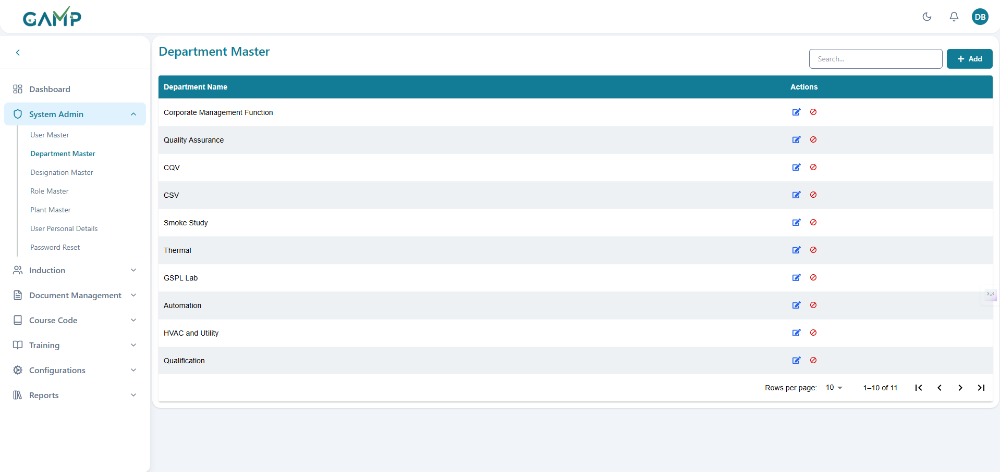 GAMP
DB
Department Master
Search...
Add
Dashboard
System Admin
User Master
Department Master
Designation Master
Role Master
Plant Master
User Personal Details
Password Reset
Induction
Document Management
Course Code
Training
Configurations
Reports
Department Name Actions
Corporate Management Function
Quality Assurance
CQV
CSV
Smoke Study
Thermal
GSPL Lab
Automation
HVAC and Utility
Qualification
Rows per page: 10 1–10 of 11